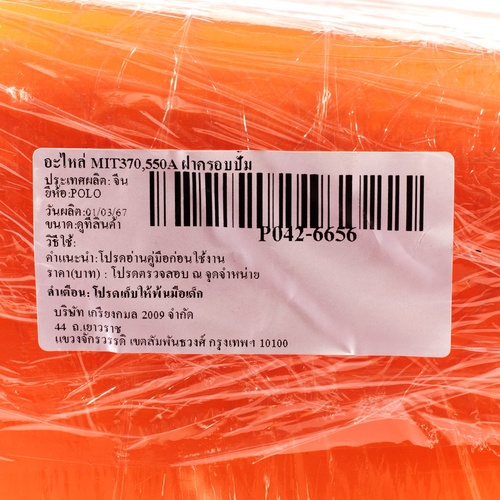 อะไหล่ MIT370,550A ฝาครอบปั้ม
ประเทศผลิต: จีน
ยี่ห้อ:POLO
วันผลิต:01/03/67
ขนาด:ดูที่สินค้า
วิธีใช้:
P042-6656
คำแนะนำ:โปรดอ่านคู่มือก่อนใช้งาน
ราคา(บาท) : โปรดตรวจสอบ ณ จุดจำหน่าย
คำเตือน: โปรดเก็บให้พ้นมือเด็ก
บริษัท เกรียงกมล 2009 จำกัด
44 ถ.เยาวราช
แขวงจักรวรรดิ เขตสัมพันธวงศ์ กรุงเทพฯ 10100